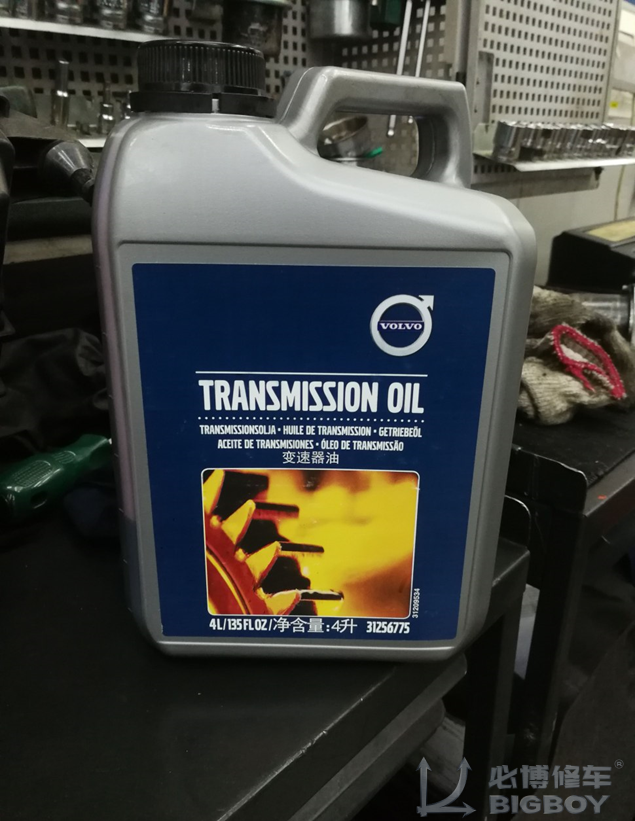 VOLVO
TRANSMISSION OIL
TRANSMISSIONSOLJA • HUILE DE TRANSMISSION • GETRIEBEÖL
ACEITE DE TRANSMISIONES • ÓLEO DE TRANSMISSÃO
变速器油
31209534
4L/135 FL OZ/净含量:4升 31256775
必博修车®
BIGBOY